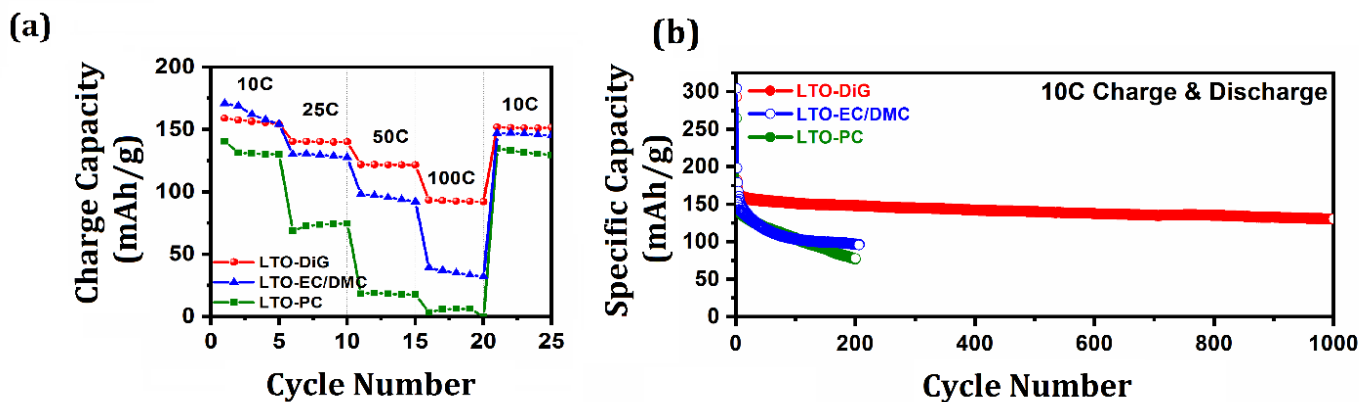 (a)
Charge Capacity
(mAh/g)
200
150
100
50
0
10C
25C
50C
100C
10C
LTO-DiG
LTO-EC/DMC
LTO-PC
0 5 10 15 20 25
Cycle Number
(b)
Specific Capacity
(mAh/g)
300
250
200
150
100
50
0
LTO-DiG
LTO-EC/DMC
LTO-PC
10C Charge & Discharge
0 200 400 600 800 1000
Cycle Number